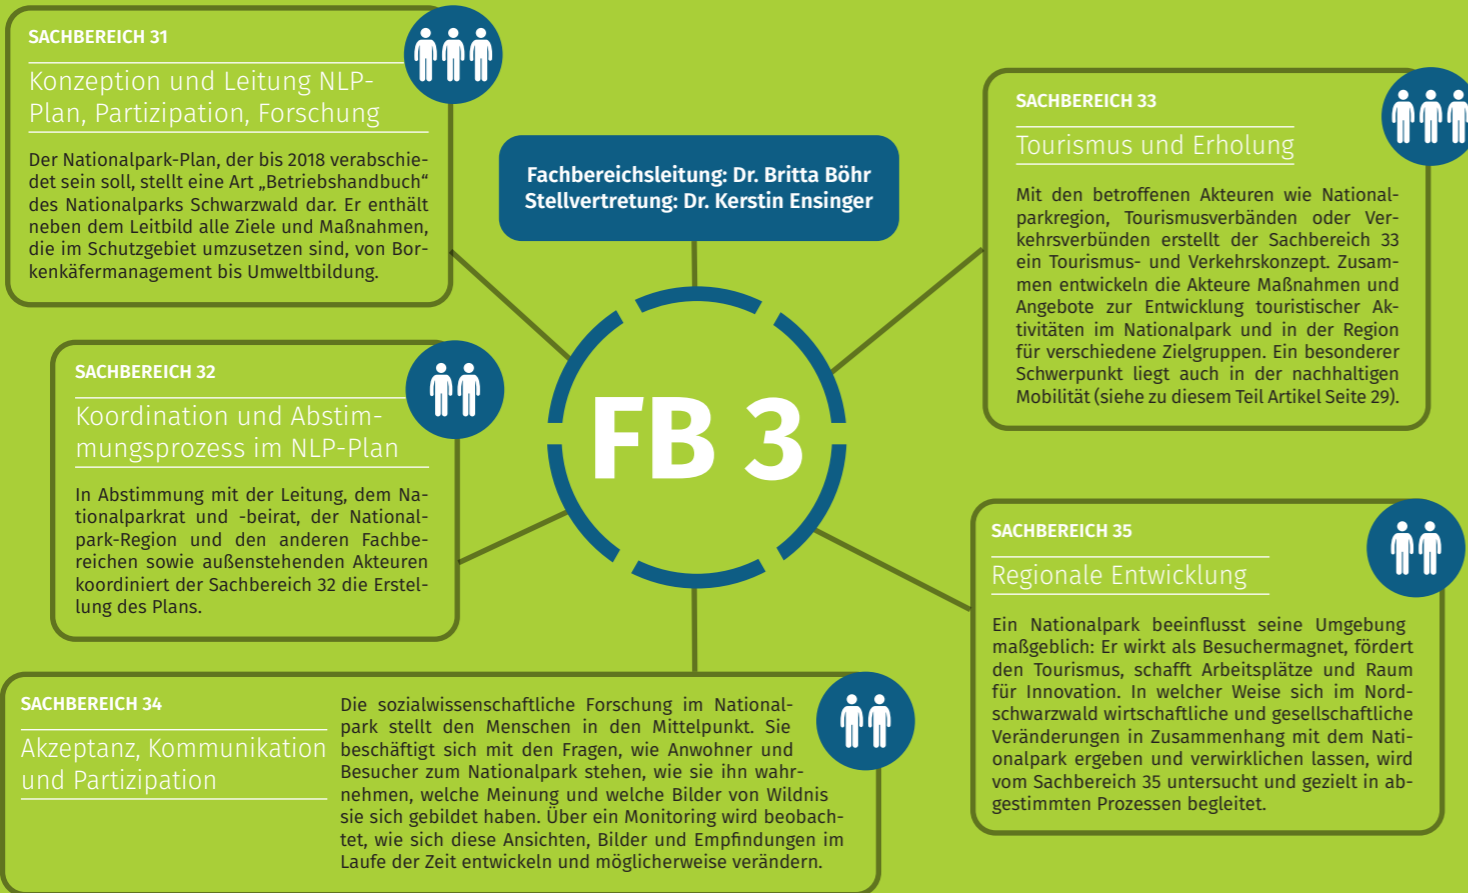 SACHBEREICH 31
Konzeption und Leitung NLP-
Plan, Partizipation, Forschung
Der Nationalpark-Plan, der bis 2018 verabschie-
det sein soll, stellt eine Art „Betriebshandbuch“
des Nationalparks Schwarzwald dar. Er enthält
neben dem Leitbild alle Ziele und Maßnahmen,
die im Schutzgebiet umzusetzen sind, von Bor-
kenkäfermanagement bis Umweltbildung.
Fachbereichsleitung: Dr. Britta Böhr
Stellvertretung: Dr. Kerstin Ensinger
SACHBEREICH 33
Tourismus und Erholung
Mit den betroffenen Akteuren wie National-
parkregion, Tourismusverbänden oder Ver-
kehrsverbünden erstellt der Sachbereich 33
ein Tourismus- und Verkehrskonzept. Zusam-
men entwickeln die Akteure Maßnahmen und
Angebote zur Entwicklung touristischer Ak-
tivitäten im Nationalpark und in der Region
für verschiedene Zielgruppen. Ein besonderer
Schwerpunkt liegt auch in der nachhaltigen
Mobilität (siehe zu diesem Teil Artikel Seite 29).
SACHBEREICH 32
Koordination und Abstim-
mungsprozess im NLP-Plan
In Abstimmung mit der Leitung, dem Na-
tionalparkrat und -beirat, der National-
park-Region und den anderen Fachbe-
reichen sowie außenstehenden Akteuren
koordiniert der Sachbereich 32 die Erstel-
lung des Plans.
FB 3
SACHBEREICH 35
Regionale Entwicklung
Ein Nationalpark beeinflusst seine Umgebung
maßgeblich: Er wirkt als Besuchermagnet, fördert
den Tourismus, schafft Arbeitsplätze und Raum
für Innovation. In welcher Weise sich im Nord-
schwarzwald wirtschaftliche und gesellschaftliche
Veränderungen in Zusammenhang mit dem Nati-
onalpark ergeben und verwirklichen lassen, wird
vom Sachbereich 35 untersucht und gezielt in ab-
gestimmten Prozessen begleitet.
SACHBEREICH 34
Akzeptanz, Kommunikation
und Partizipation
Die sozialwissenschaftliche Forschung im National-
park stellt den Menschen in den Mittelpunkt. Sie
beschäftigt sich mit den Fragen, wie Anwohner und
Besucher zum Nationalpark stehen, wie sie ihn wahr-
nehmen, welche Meinung und welche Bilder von Wildnis
sie sich gebildet haben. Über ein Monitoring wird beobach-
tet, wie sich diese Ansichten, Bilder und Empfindungen im
Laufe der Zeit entwickeln und möglicherweise verändern.